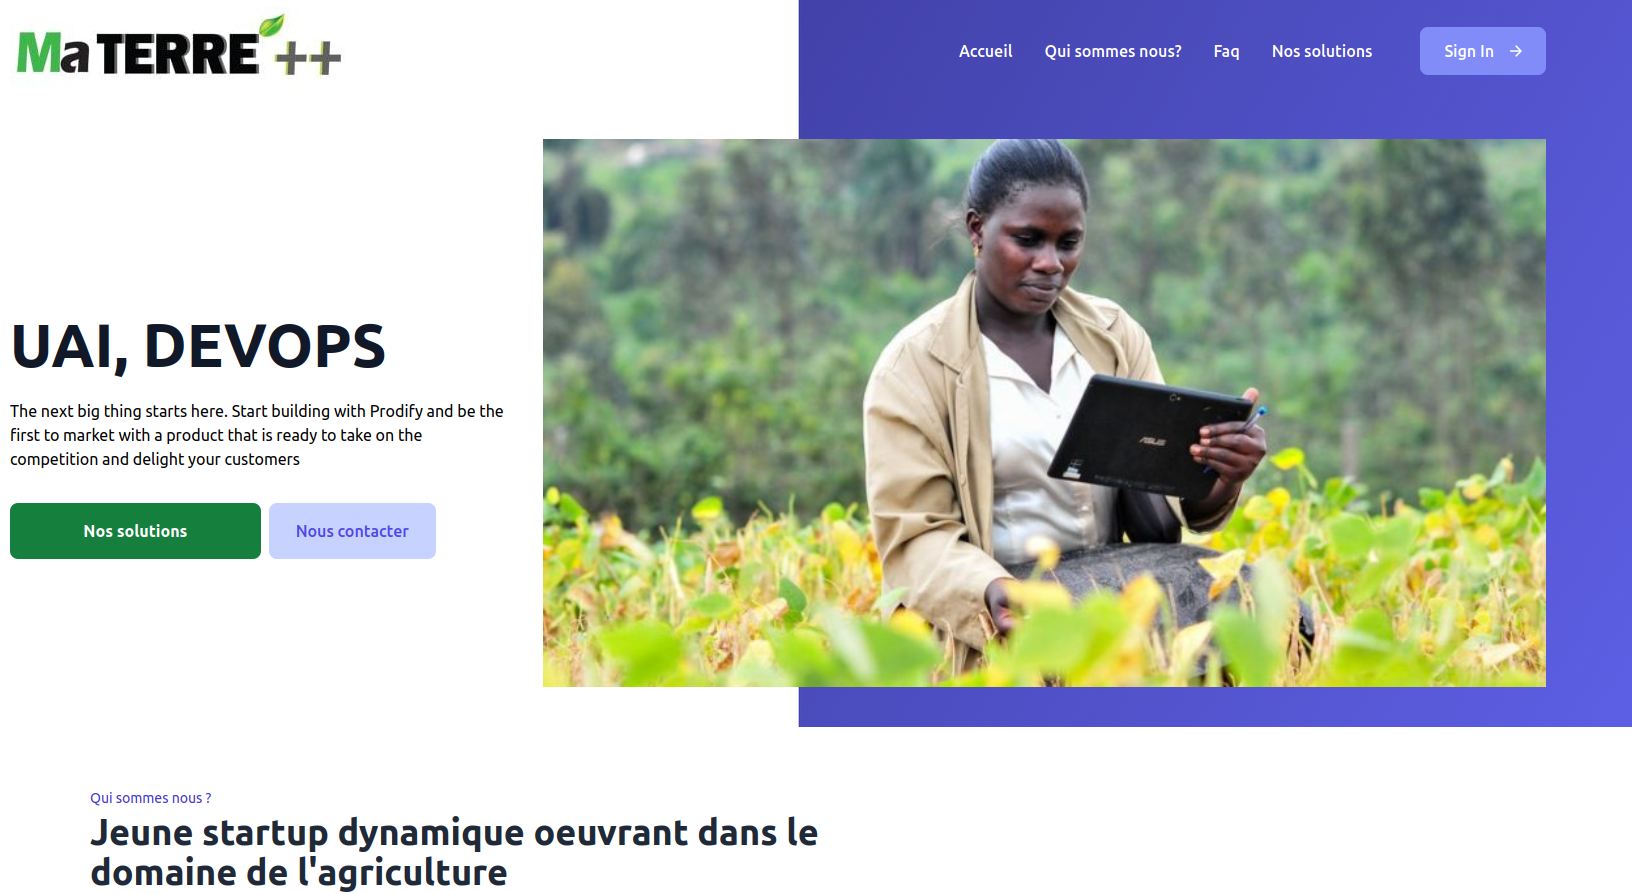 Ma TERRE ++
Accueil
Qui sommes nous?
Faq
Nos solutions
Sign In
UAI, DEVOPS
The next big thing starts here. Start building with Prodify and be the
first to market with a product that is ready to take on the
competition and delight your customers
Nos solutions
Nous contacter
ASUS
Qui sommes nous ?
Jeune startup dynamique oeuvrant dans le
domaine de l'agriculture